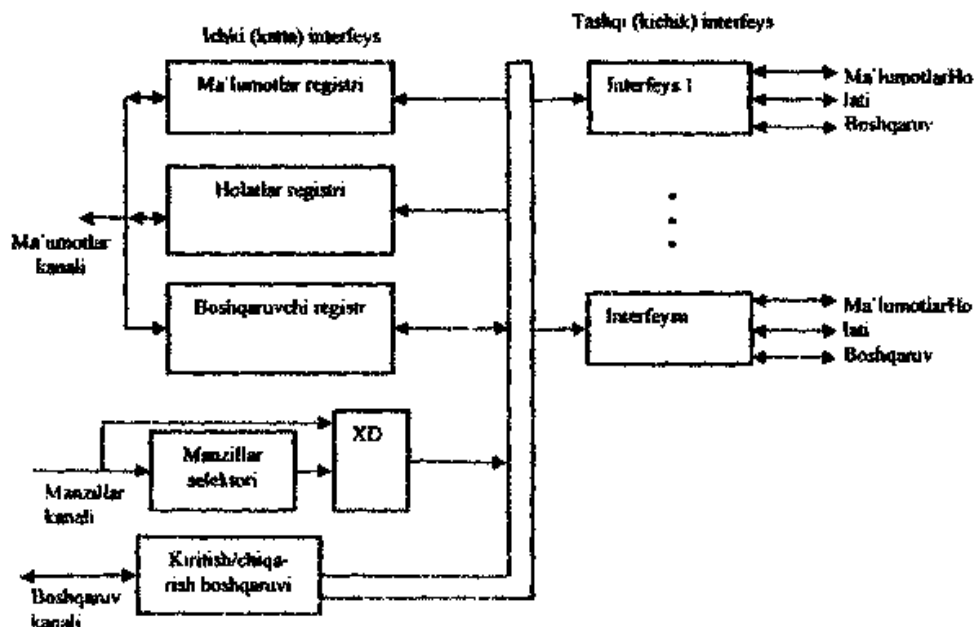 Ichki (katta) interfeys
Tashqi (kichik) interfeys
Ma'lumotlar registri
Interfeys 1
Ma'lumotlarHo
lati
Boshqaruv
Holatlar registri
Ma'lumotlar
kanali
Boshqaruvchi registr
Interfeysn
Ma'lumotlarHo
lati
Boshqaruv
XD
Manzillar
selektori
Manzillar
kanali
Kiritish/chiqa-
rish boshqaruvi
Boshqaruv
kanali